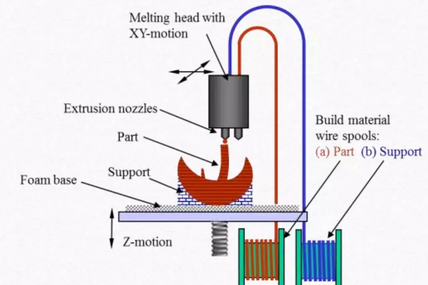 Melting head with
XY-motion
Extrusion nozzles
Part
Support
Foam base
Z-motion
Build material
wire spools:
(a) Part (b) Support